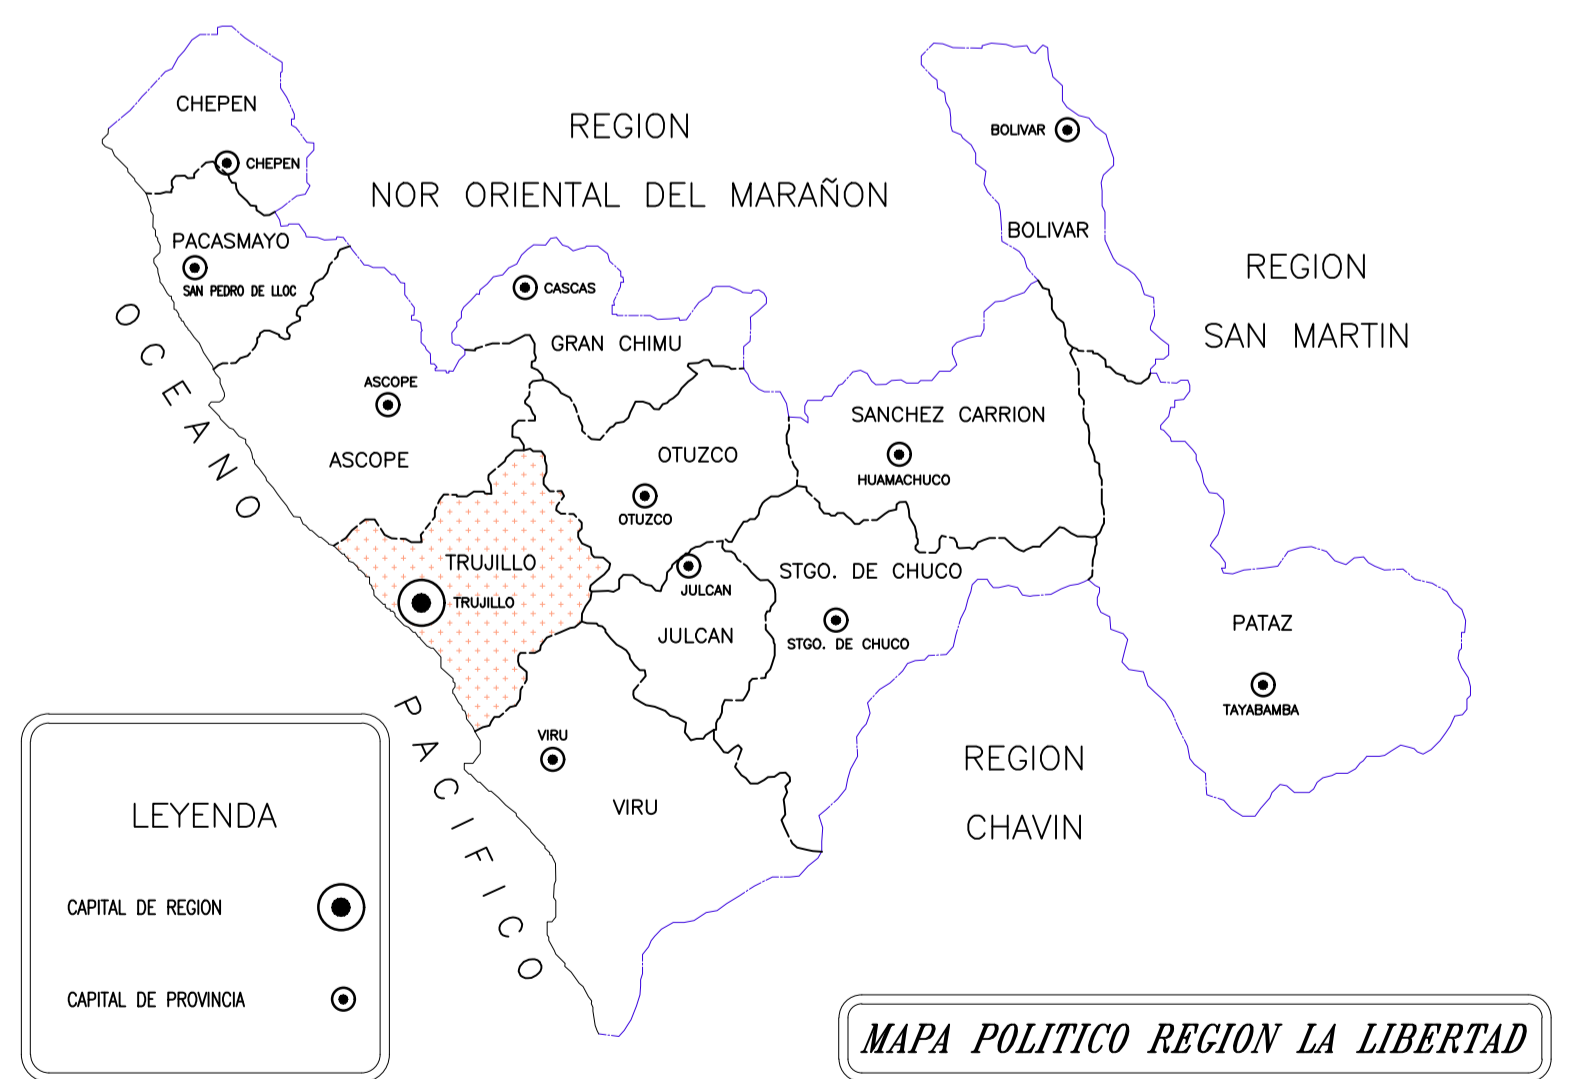 CHEPEN
CHEPEN
REGION
NOR ORIENTAL DEL MARAÑON
BOLIVAR
BOLIVAR
PACASMAYO
SAN PEDRO DE LLOC
REGION
SAN MARTIN
CASCAS
GRAN CHIMU
OCEANO
ASCOPE
ASCOPE
SANCHEZ CARRION
HUAMACHUCO
OTUZCO
OTUZCO
TRUJILLO
TRUJILLO
JULCAN
JULCAN
STGO. DE CHUCO
STGO. DE CHUCO
PATAZ
TAYABAMBA
PACIFICO
VIRU
VIRU
REGION
CHAVIN
LEYENDA
CAPITAL DE REGION
CAPITAL DE PROVINCIA
MAPA POLITICO REGION LA LIBERTAD